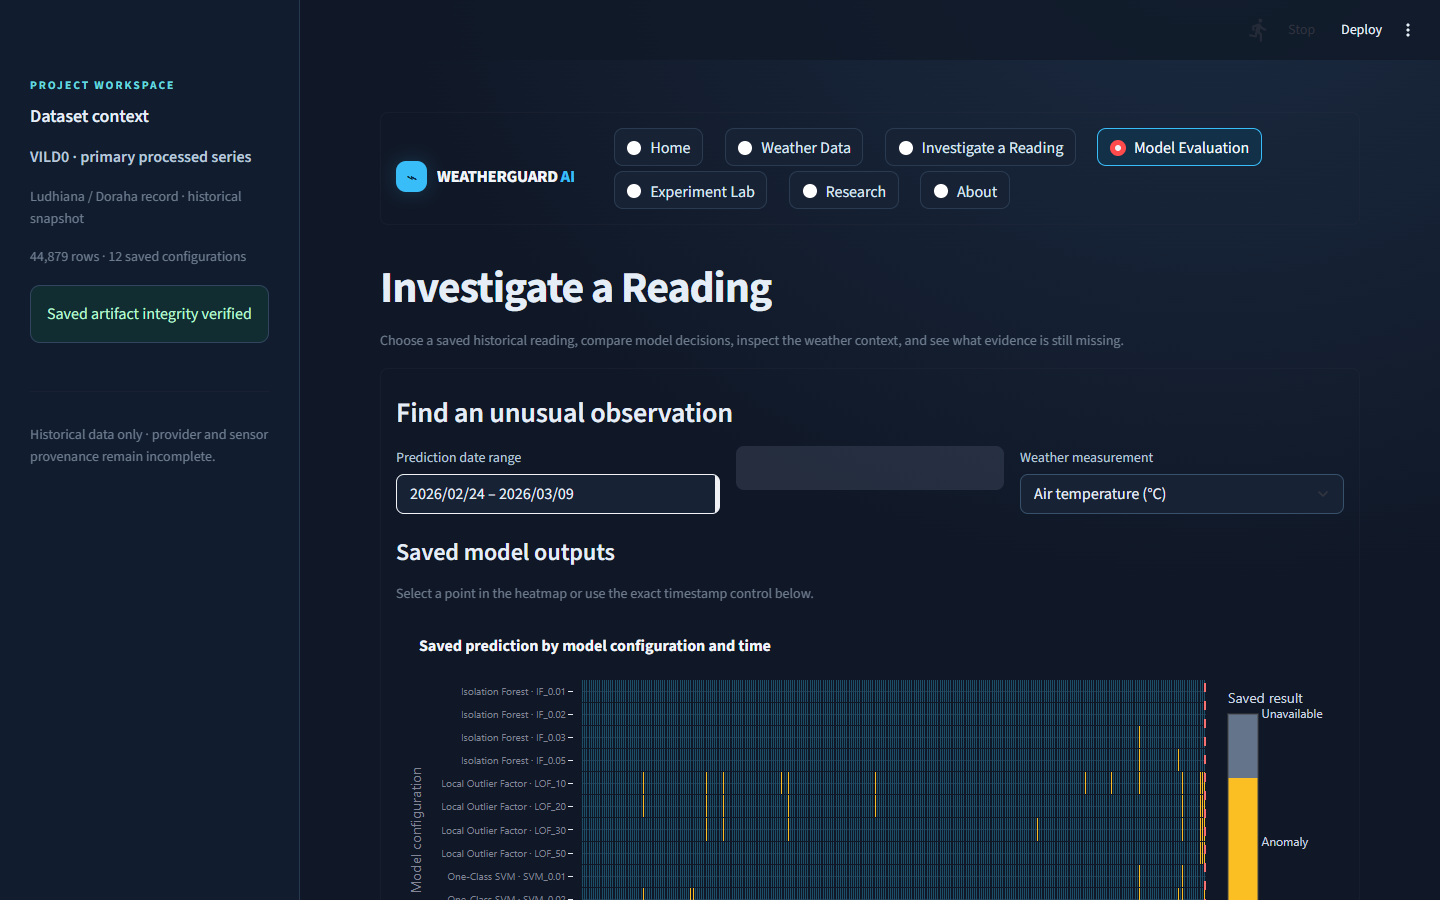 Stop
Deploy
PROJECT WORKSPACE
Dataset context
VILD0 · primary processed series
Ludhiana / Doraha record · historical
snapshot
44,879 rows · 12 saved configurations
Saved artifact integrity verified
Historical data only · provider and sensor
provenance remain incomplete.
WEATHERGUARD AI
Home
Weather Data
Investigate a Reading
Model Evaluation
Experiment Lab
Research
About
Investigate a Reading
Choose a saved historical reading, compare model decisions, inspect the weather context, and see what evidence is still missing.
Find an unusual observation
Prediction date range
2026/02/24 – 2026/03/09
Weather measurement
Air temperature (°C)
Saved model outputs
Select a point in the heatmap or use the exact timestamp control below.
Saved prediction by model configuration and time
Model configuration
Isolation Forest · IF_0.01
Isolation Forest · IF_0.02
Isolation Forest · IF_0.03
Isolation Forest · IF_0.05
Local Outlier Factor · LOF_10
Local Outlier Factor · LOF_20
Local Outlier Factor · LOF_30
Local Outlier Factor · LOF_50
One-Class SVM · SVM_0.01
One-Class SVM · SVM_0.02
Saved result
Unavailable
Anomaly